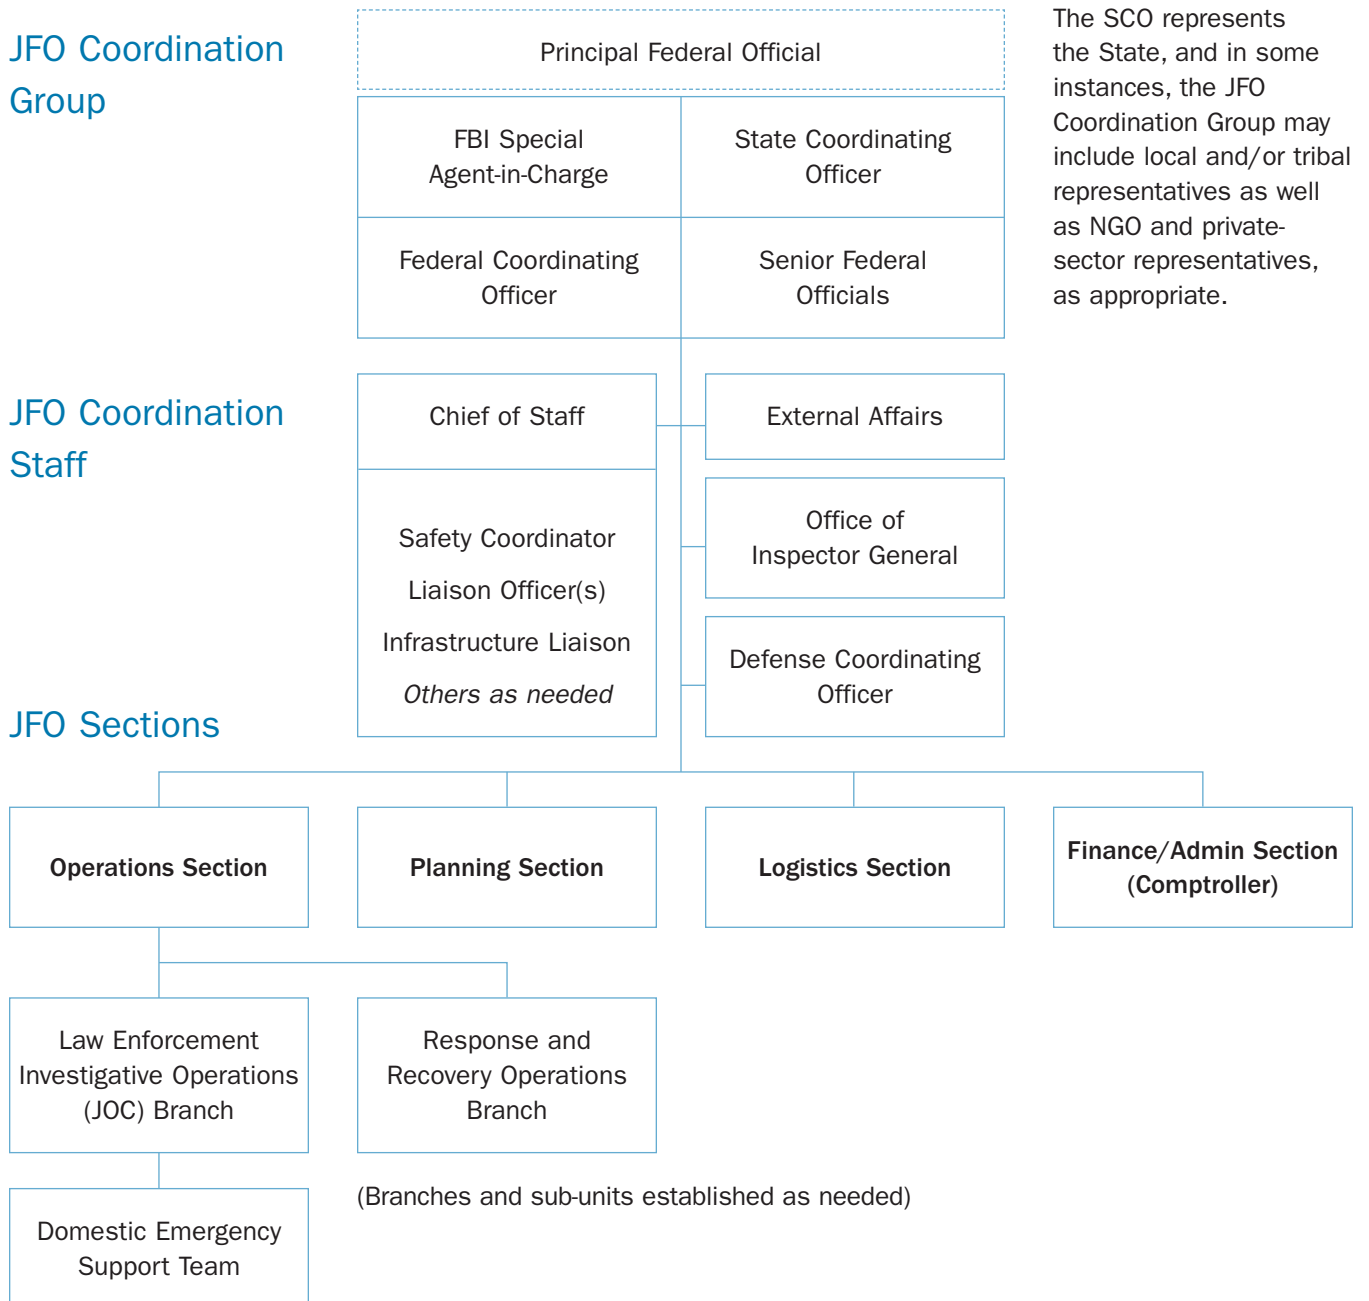 JFO Coordination
Group
Principal Federal Official
FBI Special
Agent-in-Charge
State Coordinating
Officer
Federal Coordinating
Officer
Senior Federal
Officials
The SCO represents
the State, and in some
instances, the JFO
Coordination Group may
include local and/or tribal
representatives as well
as NGO and private-
sector representatives,
as appropriate.
JFO Coordination
Staff
Chief of Staff
Safety Coordinator
Liaison Officer(s)
Infrastructure Liaison
Others as needed
External Affairs
Office of
Inspector General
Defense Coordinating
Officer
JFO Sections
Operations Section
Planning Section
Logistics Section
Finance/Admin Section
(Comptroller)
Law Enforcement
Investigative Operations
(JOC) Branch
Response and
Recovery Operations
Branch
(Branches and sub-units established as needed)
Domestic Emergency
Support Team